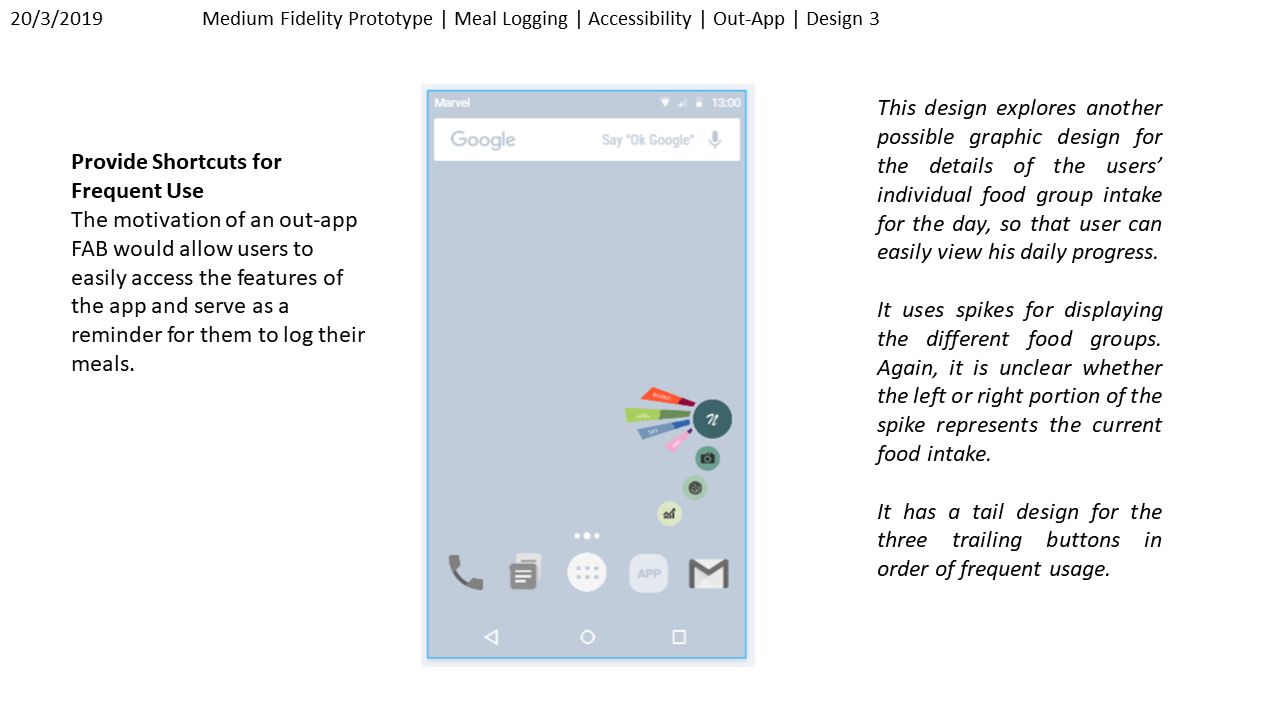 20/3/2019
Medium Fidelity Prototype | Meal Logging | Accessibility | Out-App | Design 3
Provide Shortcuts for
Frequent Use
The motivation of an out-app
FAB would allow users to
easily access the features of
the app and serve as a
reminder for them to log their
meals.
Marvel
13:00
Google
Say "Ok Google"
n
APP
This design explores another
possible graphic design for
the details of the users’
individual food group intake
for the day, so that user can
easily view his daily progress.
It uses spikes for displaying
the different food groups.
Again, it is unclear whether
the left or right portion of the
spike represents the current
food intake.
It has a tail design for the
three trailing buttons in
order of frequent usage.